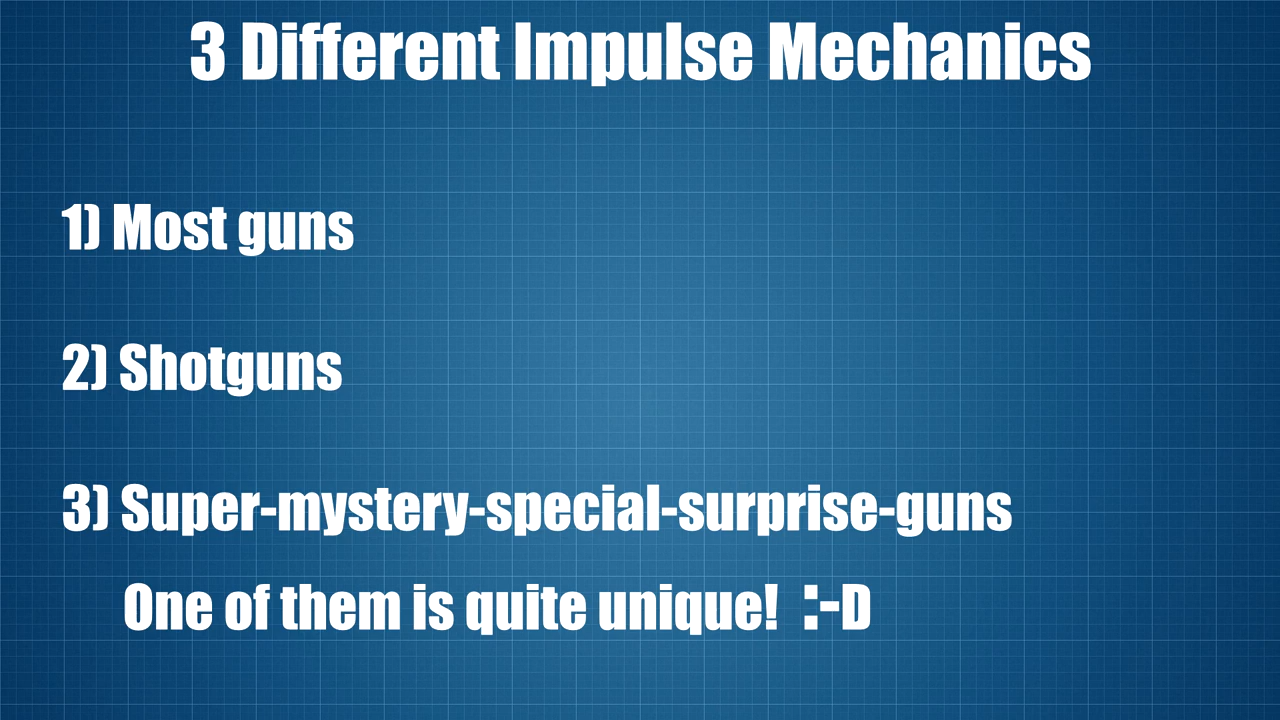 3 Different Impulse Mechanics
1) Most guns
2) Shotguns
3) Super-mystery-special-surprise-guns
One of them is quite unique! :-D